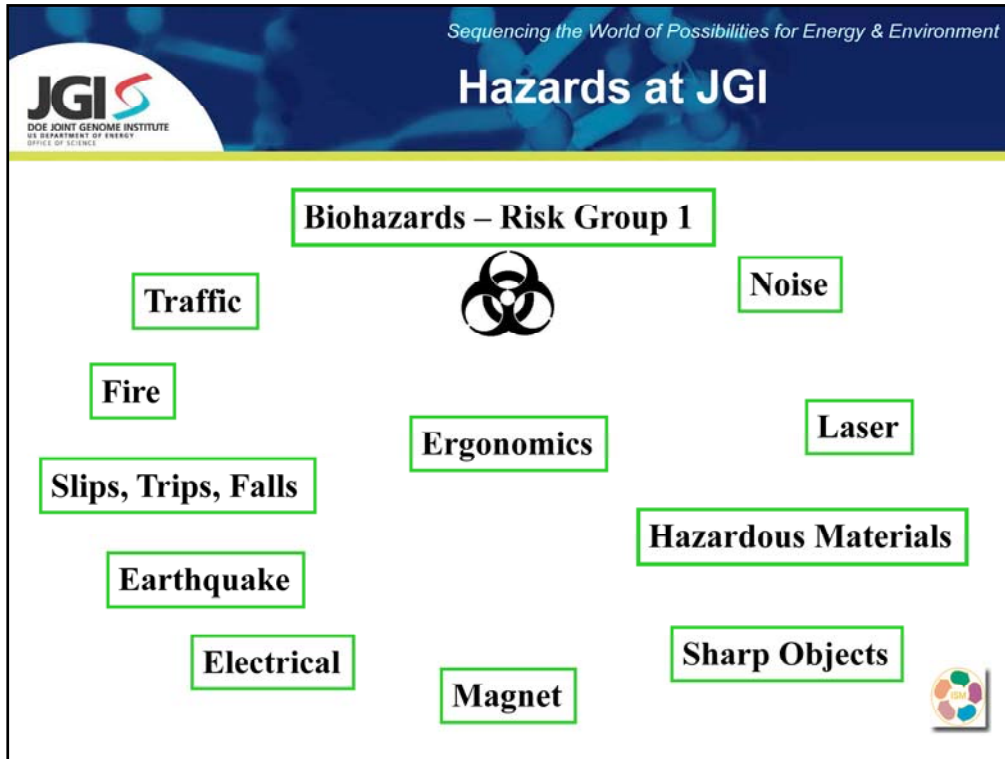 Sequencing the World of Possibilities for Energy & Environment
Hazards at JGI
JGI
DOE JOINT GENOME INSTITUTE
US DEPARTMENT OF ENERGY
OFFICE OF SCIENCE
Biohazards – Risk Group 1
Traffic
Noise
Fire
Ergonomics
Laser
Slips, Trips, Falls
Hazardous Materials
Earthquake
Electrical
Sharp Objects
Magnet
ISM